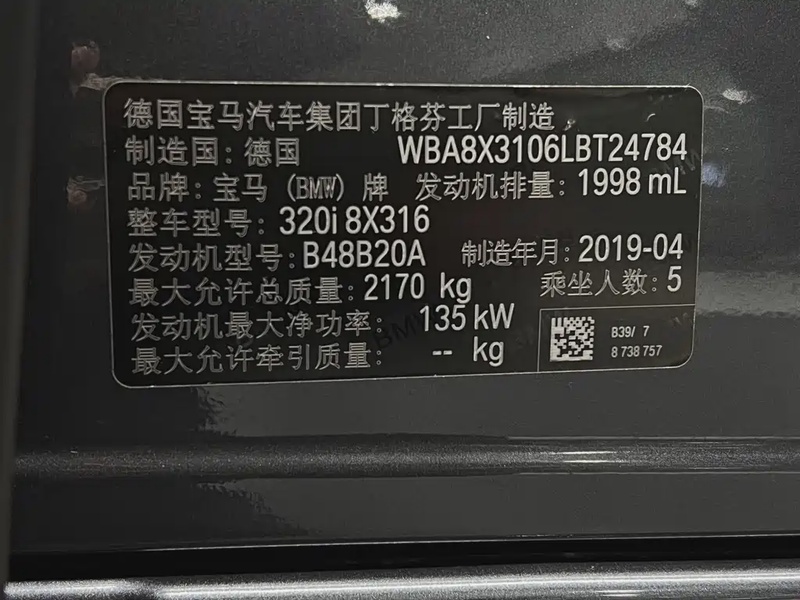 德国宝马汽车集团丁格芬工厂制造，
制造国：德国 WBA8X3106LBT24784
品牌：宝马 (BMW) 牌 发动机排量：1998 mL
整车型号：320i 8X316
发动机型号：B48B20A 制造年月：2019-04
最大允许总质量：2170 kg 乘坐人数：5
发动机最大净功率： 135 kW
最大允许牵引质量： -- kg
B39/ 7
8 738 757